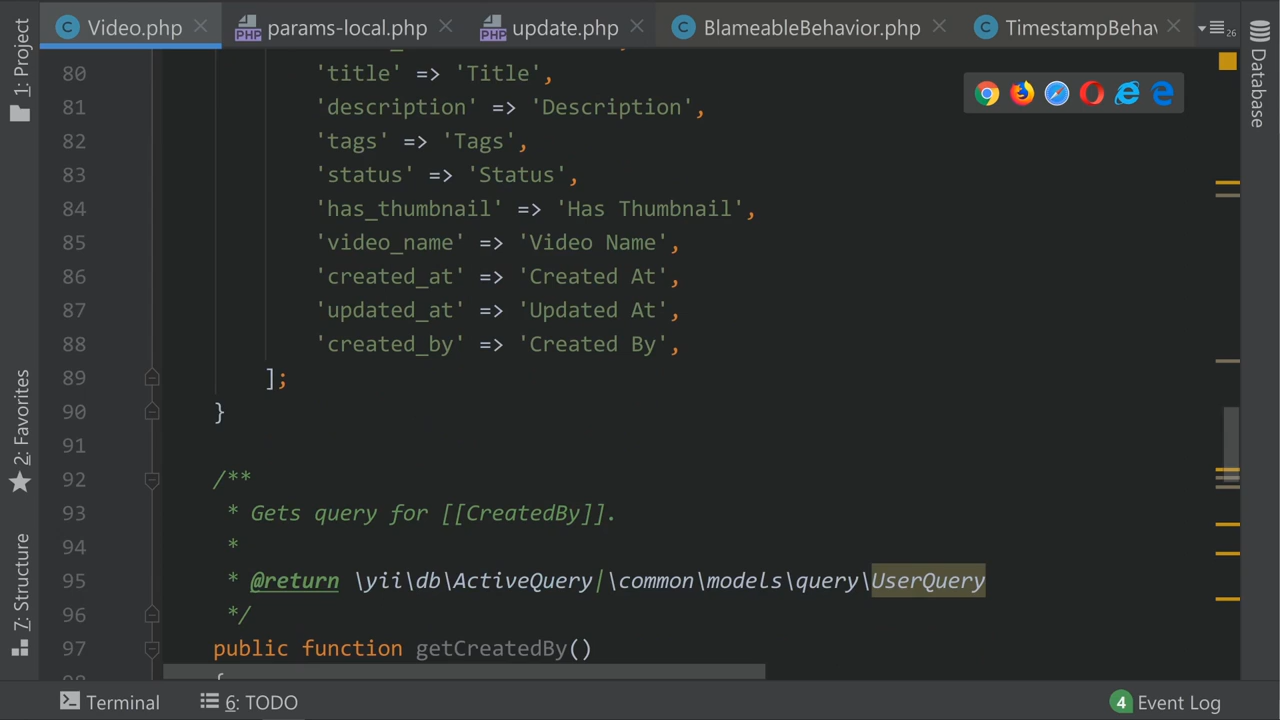 Video.php
params-local.php
update.php
BlameableBehavior.php
TimestampBehav
26
1: Project
2: Favorites
7: Structure
Database
80 'title' => 'Title',
81 'description' => 'Description',
82 'tags' => 'Tags',
83 'status' => 'Status',
84 'has_thumbnail' => 'Has Thumbnail',
85 'video_name' => 'Video Name',
86 'created_at' => 'Created At',
87 'updated_at' => 'Updated At',
88 'created_by' => 'Created By',
89 ];
90 }
91
92 /**
93 * Gets query for [[CreatedBy]].
94 *
95 * @return \yii\db\ActiveQuery|\common\models\query\UserQuery
96 */
97 public function getCreatedBy()
{
Terminal
6: TODO
4 Event Log